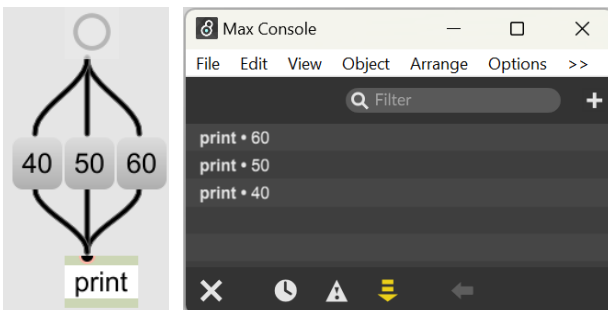 40 50 60
print
Max Console
File Edit View Object Arrange Options >>
Filter
print • 60
print • 50
print • 40